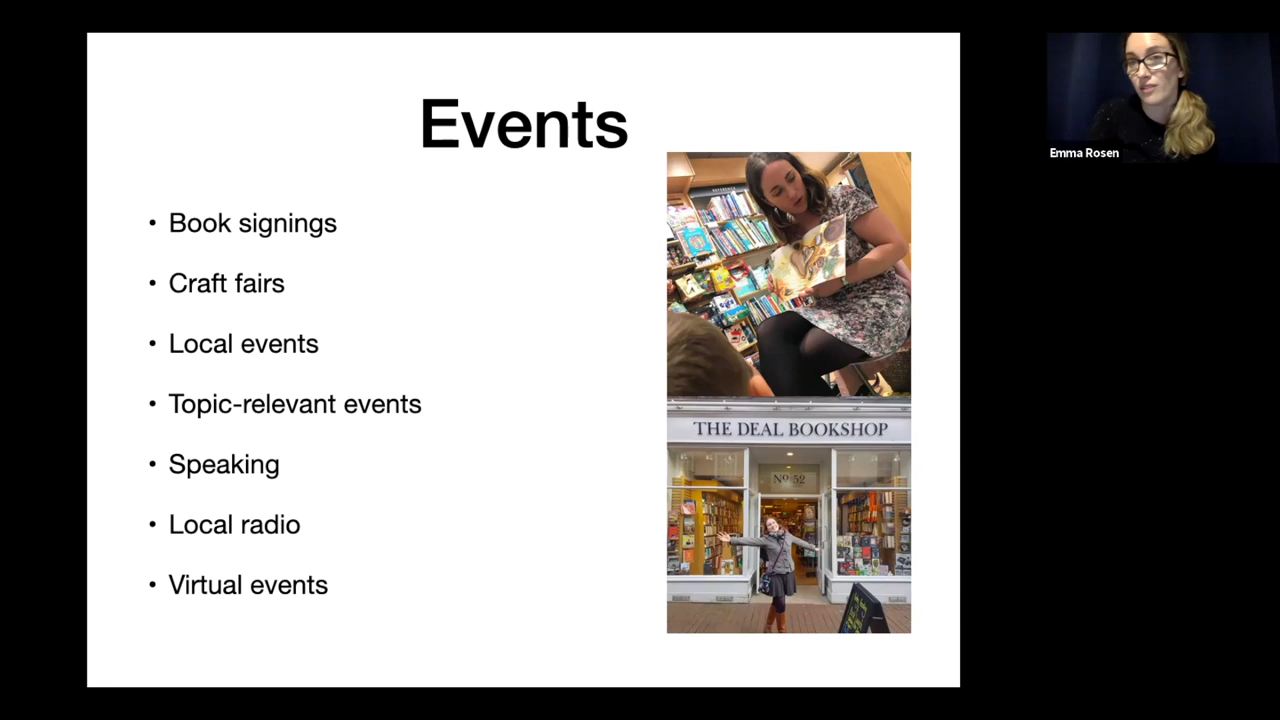 Events
• Book signings
• Craft fairs
• Local events
• Topic-relevant events
• Speaking
• Local radio
• Virtual events
REFERENCE
THE DEAL BOOKSHOP
Nº 52
Emma Rosen